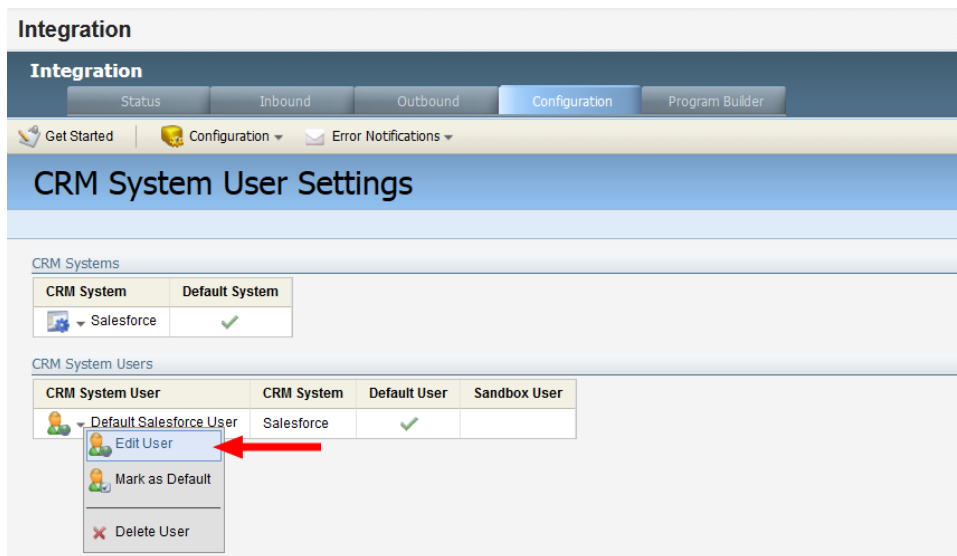 Integration
Integration
Status Inbound Outbound Configuration Program Builder
Get Started Configuration Error Notifications
CRM System User Settings
CRM Systems
CRM System Default System
Salesforce
CRM System Users
CRM System User CRM System Default User Sandbox User
Default Salesforce User Salesforce
Edit User
Mark as Default
Delete User